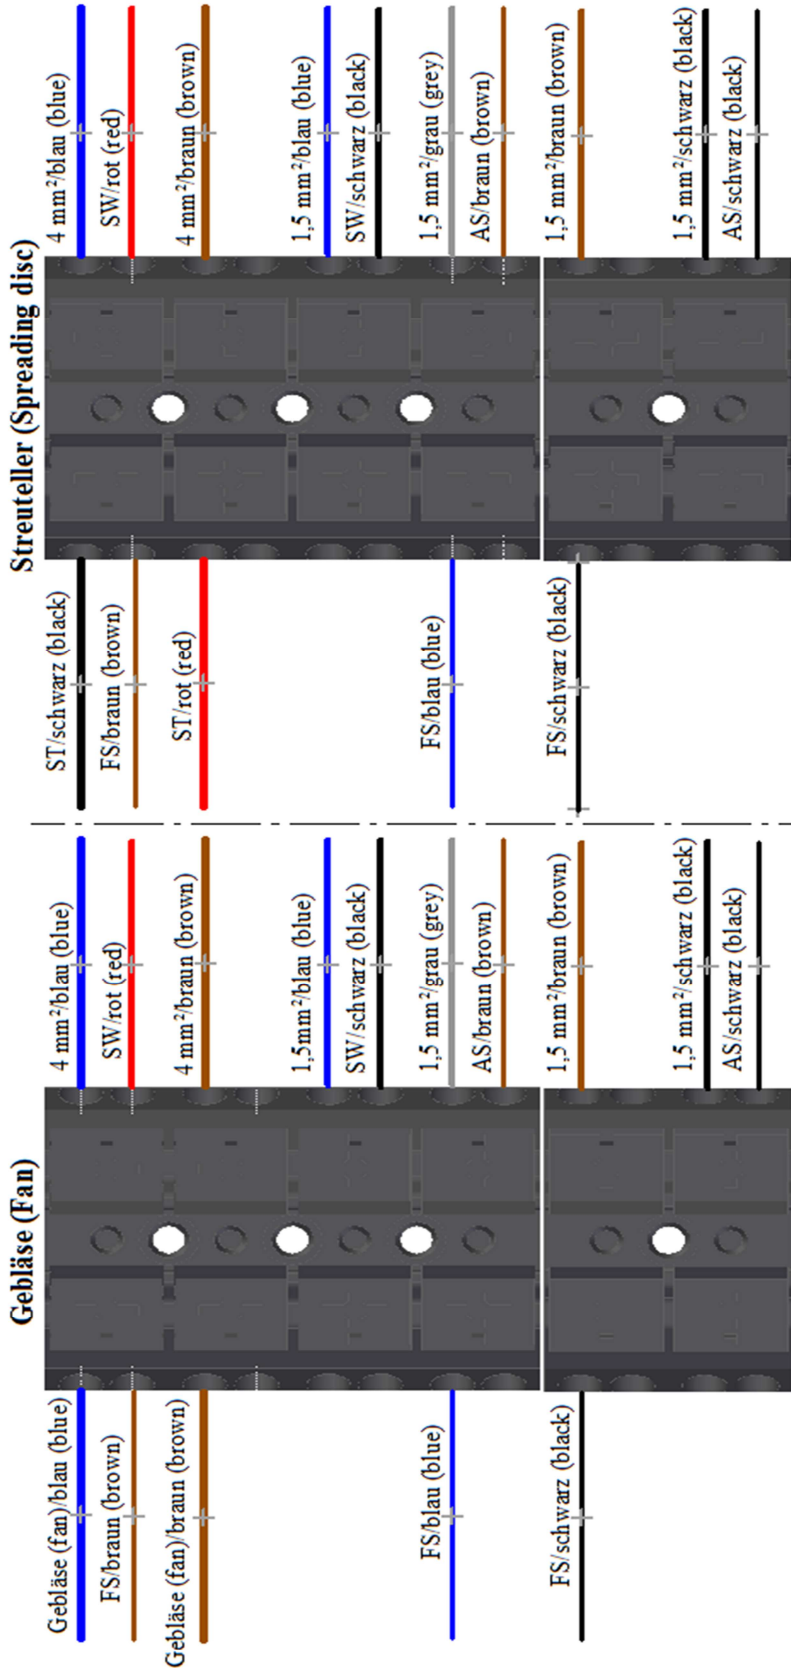 Gebläse (Fan)
Gebläse (fan)/blau (blue)
FS/braun (brown)
Gebläse (fan)/braun (brown)
FS/blau (blue)
FS/schwarz (black)
4 mm²/blau (blue)
SW/rot (red)
4 mm²/braun (brown)
1,5mm²/blau (blue)
SW/schwarz (black)
1,5 mm²/grau (grey)
AS/braun (brown)
1,5 mm²/braun (brown)
1,5 mm²/schwarz (black)
AS/schwarz (black)
Streuteller (Spreading disc)
ST/schwarz (black)
FS/braun (brown)
ST/rot (red)
FS/blau (blue)
FS/schwarz (black)
4 mm²/blau (blue)
SW/rot (red)
4 mm²/braun (brown)
1,5 mm²/blau (blue)
SW/schwarz (black)
1,5 mm²/grau (grey)
AS/braun (brown)
1,5 mm²/braun (brown)
1,5 mm²/schwarz (black)
AS/schwarz (black)